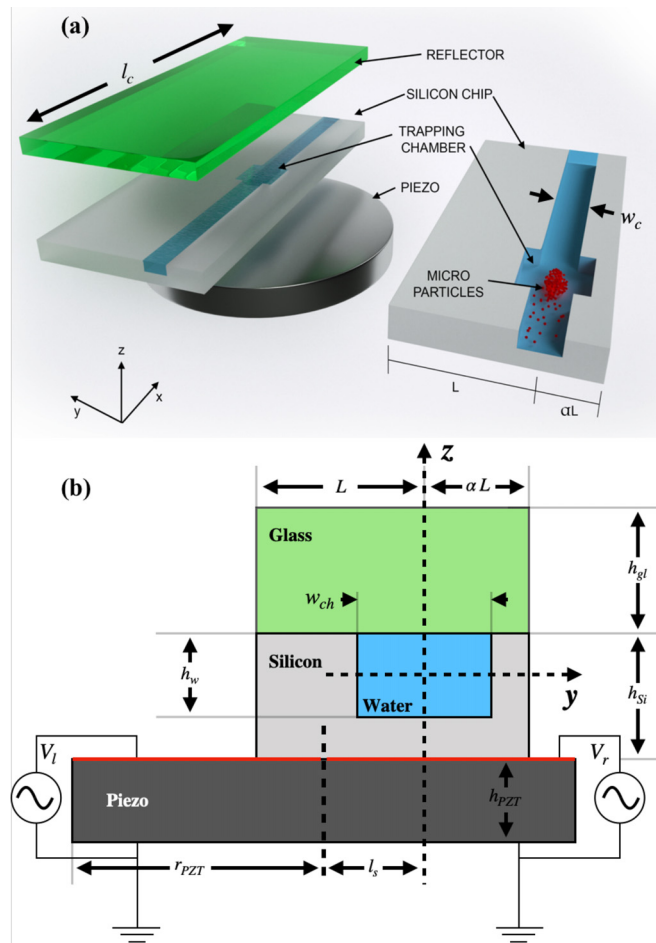 (a)
l_c
REFLECTOR
SILICON CHIP
TRAPPING
CHAMBER
PIEZO
w_c
MICRO
PARTICLES
L
αL
z
y
x
(b)
z
L
α L
Glass
h_gl
w_ch
h_w
Silicon
Water
y
h_Si
V_l
V_r
Piezo
h_PZT
r_PZT
l_s